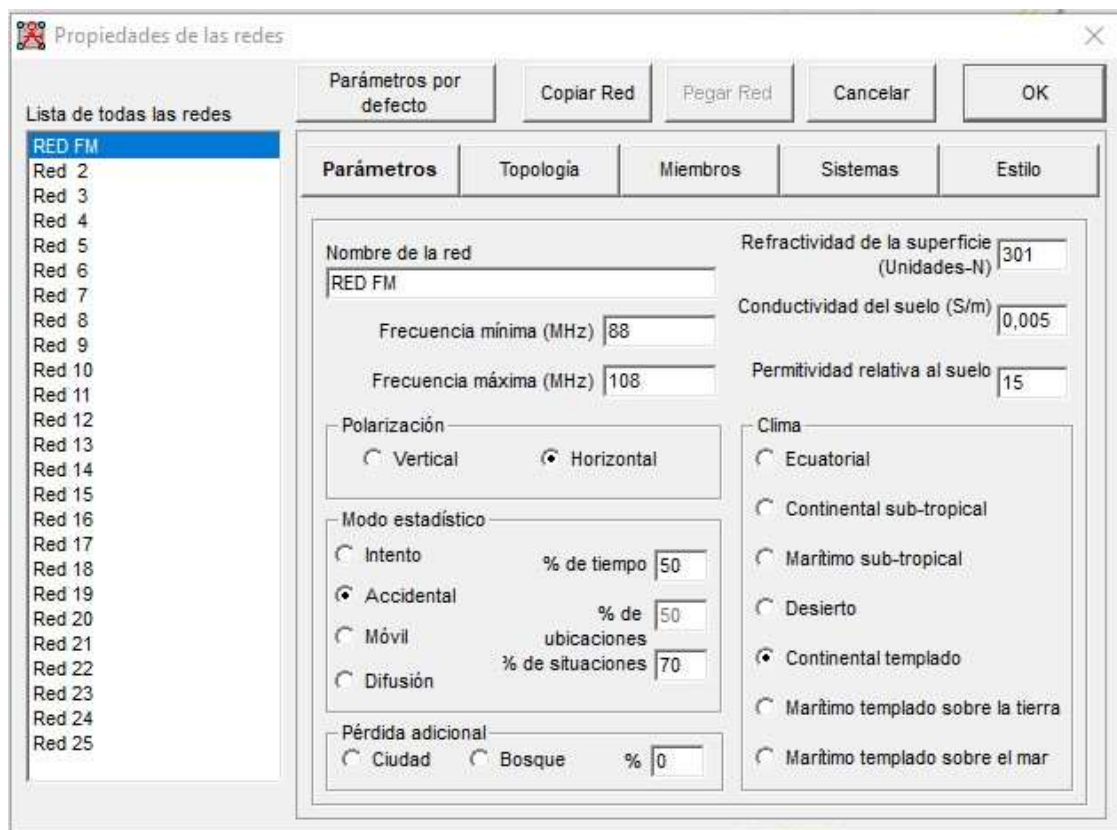 Propiedades de las redes
Parámetros por
defecto
Copiar Red
Pegar Red
Cancelar
OK
Lista de todas las redes
RED FM
Red 2
Red 3
Red 4
Red 5
Red 6
Red 7
Red 8
Red 9
Red 10
Red 11
Red 12
Red 13
Red 14
Red 15
Red 16
Red 17
Red 18
Red 19
Red 20
Red 21
Red 22
Red 23
Red 24
Red 25
Parámetros
Topología
Miembros
Sistemas
Estilo
Nombre de la red
RED FM
Frecuencia mínima (MHz) 88
Frecuencia máxima (MHz) 108
Refractividad de la superficie
(Unidades-N) 301
Conductividad del suelo (S/m) 0,005
Permitividad relativa al suelo 15
Polarización
Vertical Horizontal
Modo estadístico
Intento
Accidental
Móvil
Difusión
% de tiempo 50
% de
ubicaciones 50
% de situaciones 70
Pérdida adicional
Ciudad Bosque % 0
Clima
Ecuatorial
Continental sub-tropical
Marítimo sub-tropical
Desierto
Continental templado
Marítimo templado sobre la tierra
Marítimo templado sobre el mar